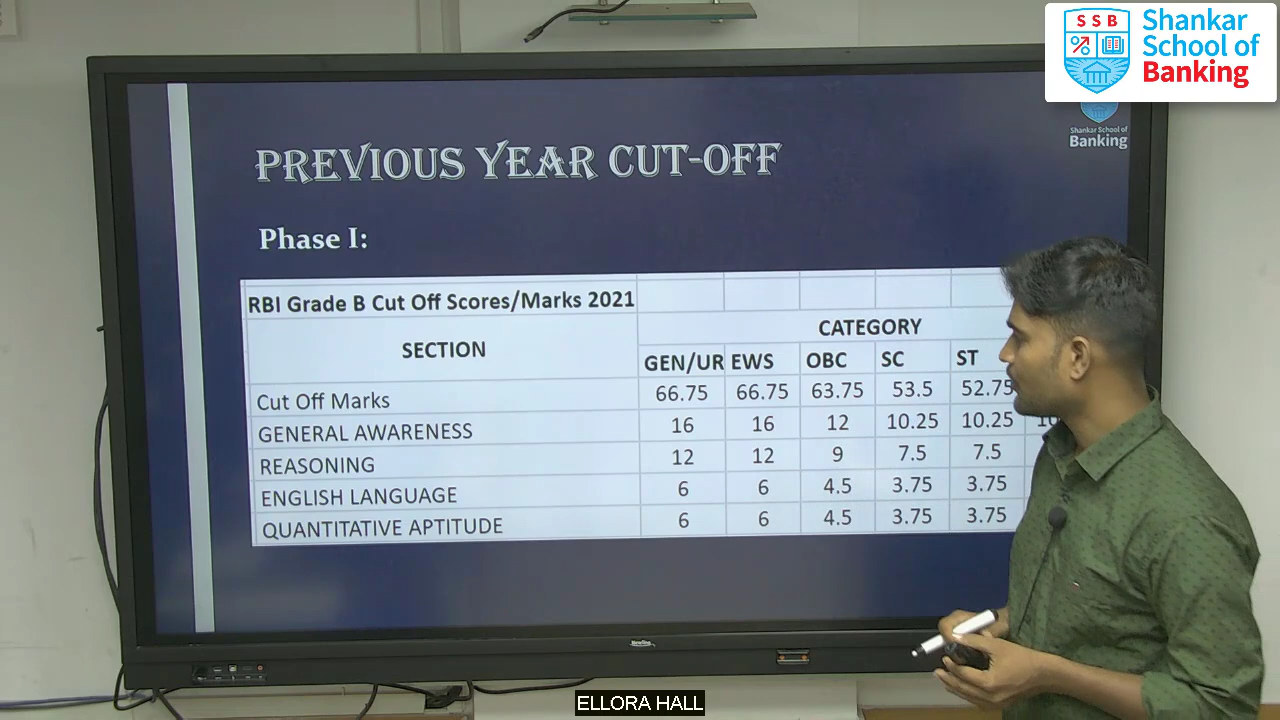 SSB
Shankar
School of
Banking
Shankar School of
Banking
PREVIOUS YEAR CUT-OFF
Phase I:
RBI Grade B Cut Off Scores/Marks 2021
SECTION CATEGORY
GEN/UR EWS OBC SC ST
Cut Off Marks 66.75 66.75 63.75 53.5 52.75
GENERAL AWARENESS 16 16 12 10.25 10.25
REASONING 12 12 9 7.5 7.5
ENGLISH LANGUAGE 6 6 4.5 3.75 3.75
QUANTITATIVE APTITUDE 6 6 4.5 3.75 3.75
ELLORA HALL